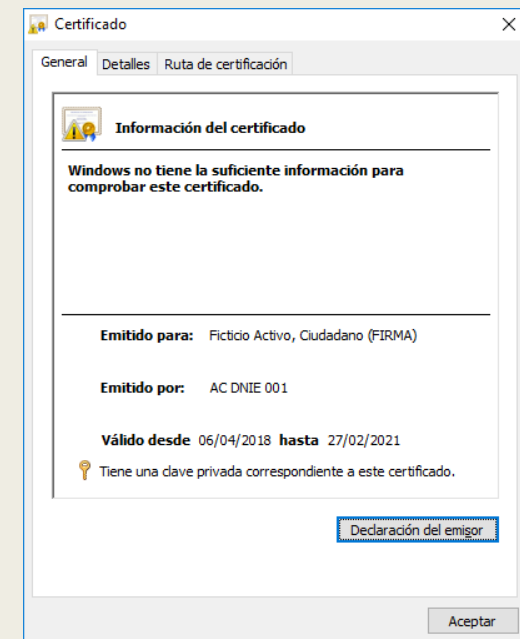 Certificado
General Detalles Ruta de certificación
Información del certificado
Windows no tiene la suficiente información para
comprobar este certificado.
Emitido para: Ficticio Activo, Ciudadano (FIRMA)
Emitido por: AC DNIE 001
Válido desde 06/04/2018 hasta 27/02/2021
Tiene una clave privada correspondiente a este certificado.
Declaración del emisor
Aceptar